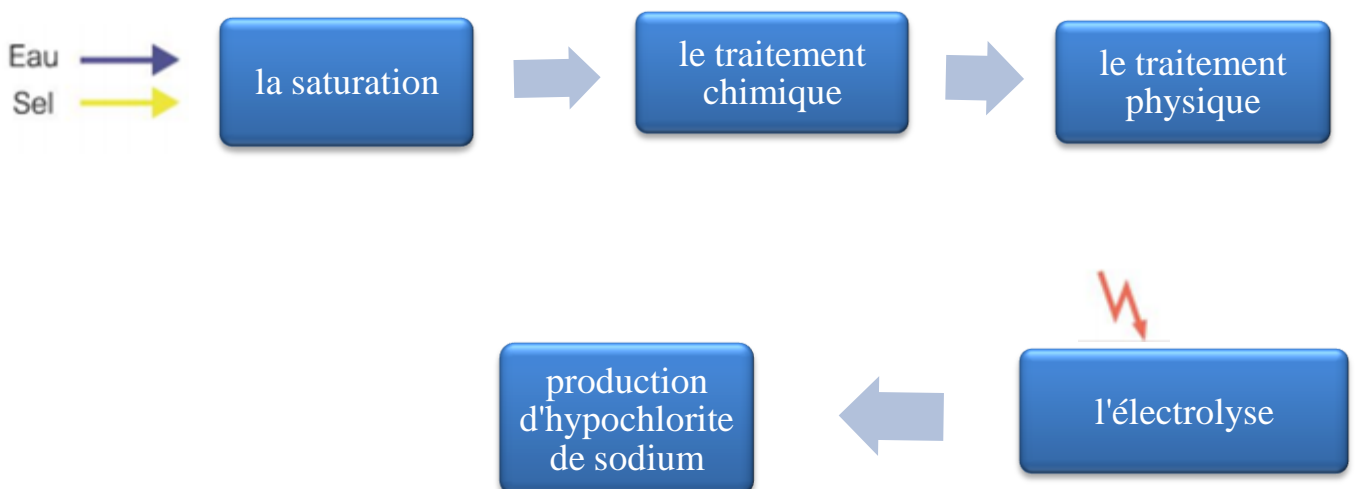 Eau
Sel
la saturation
le traitement
chimique
le traitement
physique
l'électrolyse
production
d'hypochlorite
de sodium